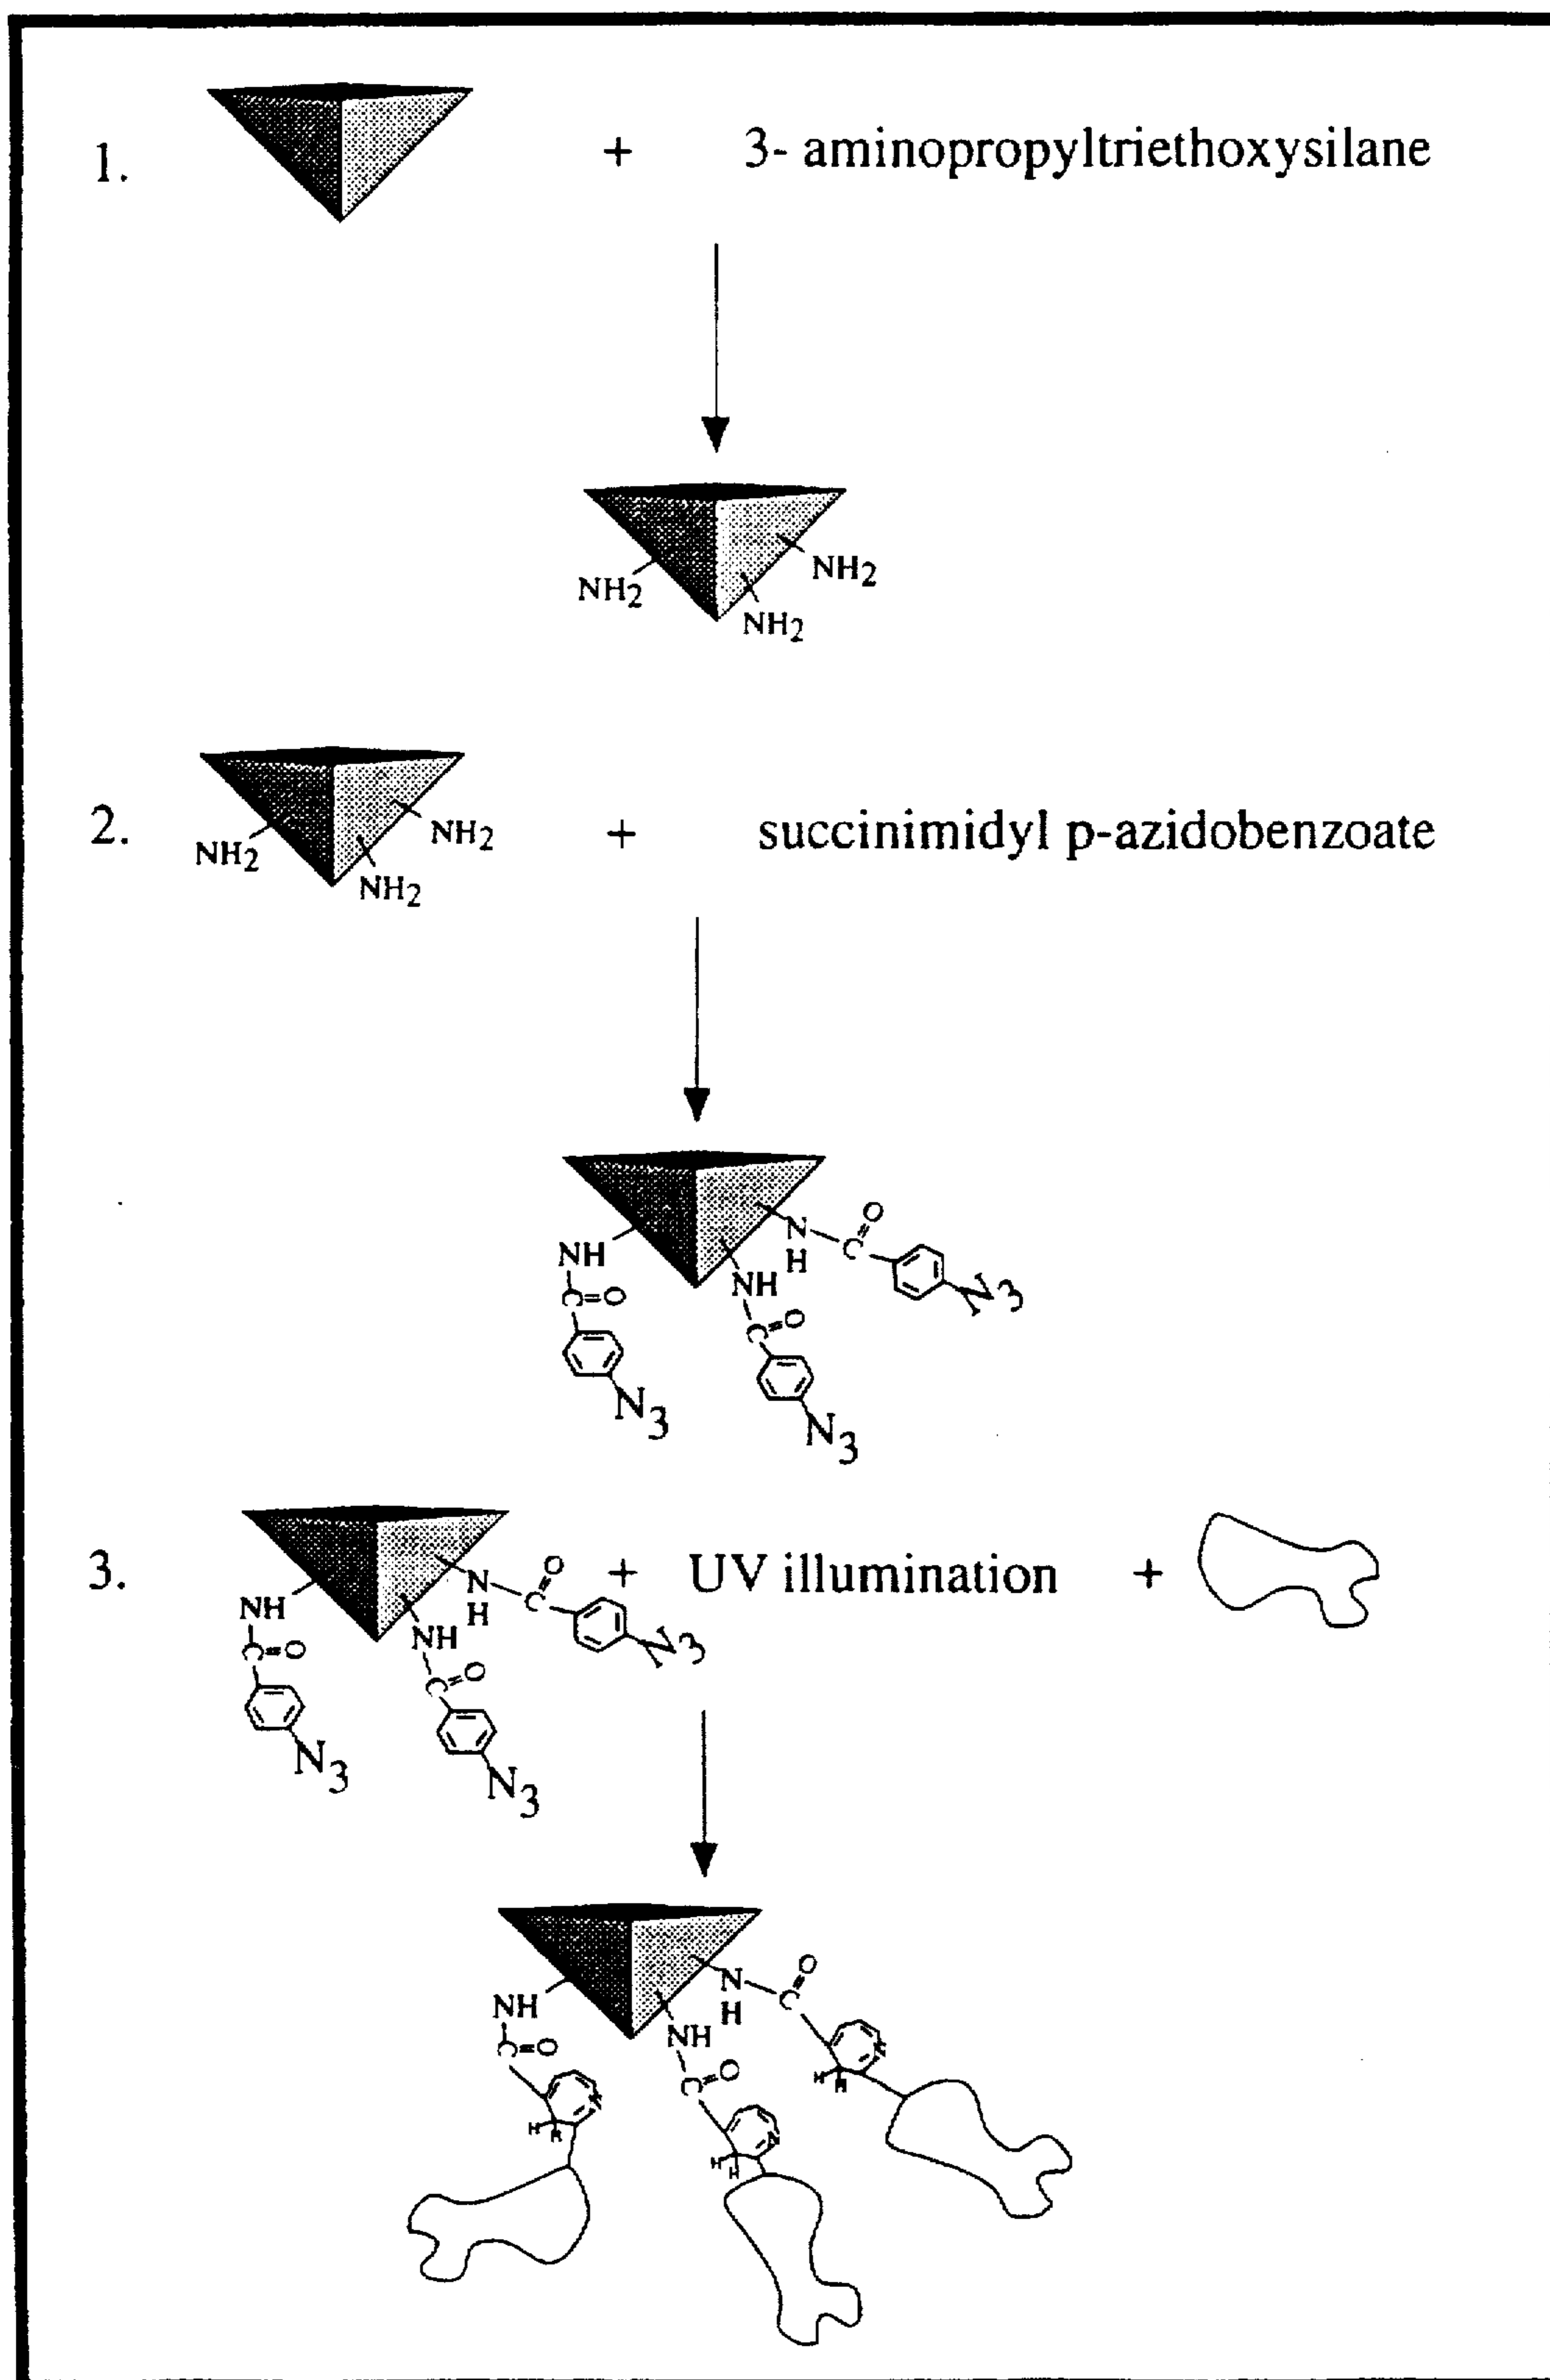 1. + 3- aminopropyltriethoxysilane
NH2 NH2
NH2
2. + succinimidyl p-azidobenzoate
NH2 NH2
NH2
N
H
C
O
NH
C=O
N3
NH
C=O
N3
N3
3. + UV illumination +
N
H
C
O
NH
C=O
N3
NH
C=O
N3
N3
N
H
C
O
NH
C=O
NH
C=O
N
H H
N
H H
N
H H